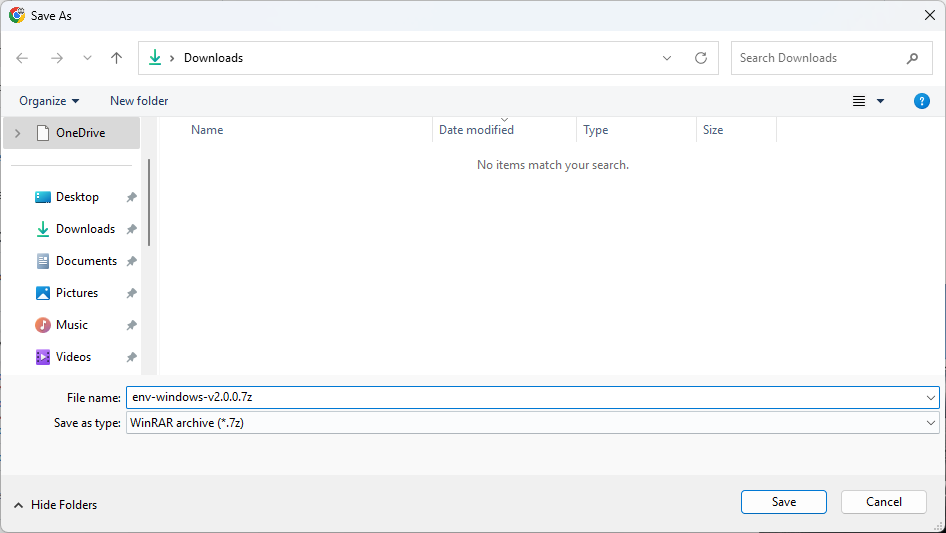 Save As
Downloads
Search Downloads
Organize
New folder
?
OneDrive
Name
Date modified
Type
Size
No items match your search.
Desktop
Downloads
Documents
Pictures
Music
Videos
File name:
env-windows-v2.0.0.7z
Save as type:
WinRAR archive (*.7z)
Hide Folders
Save
Cancel